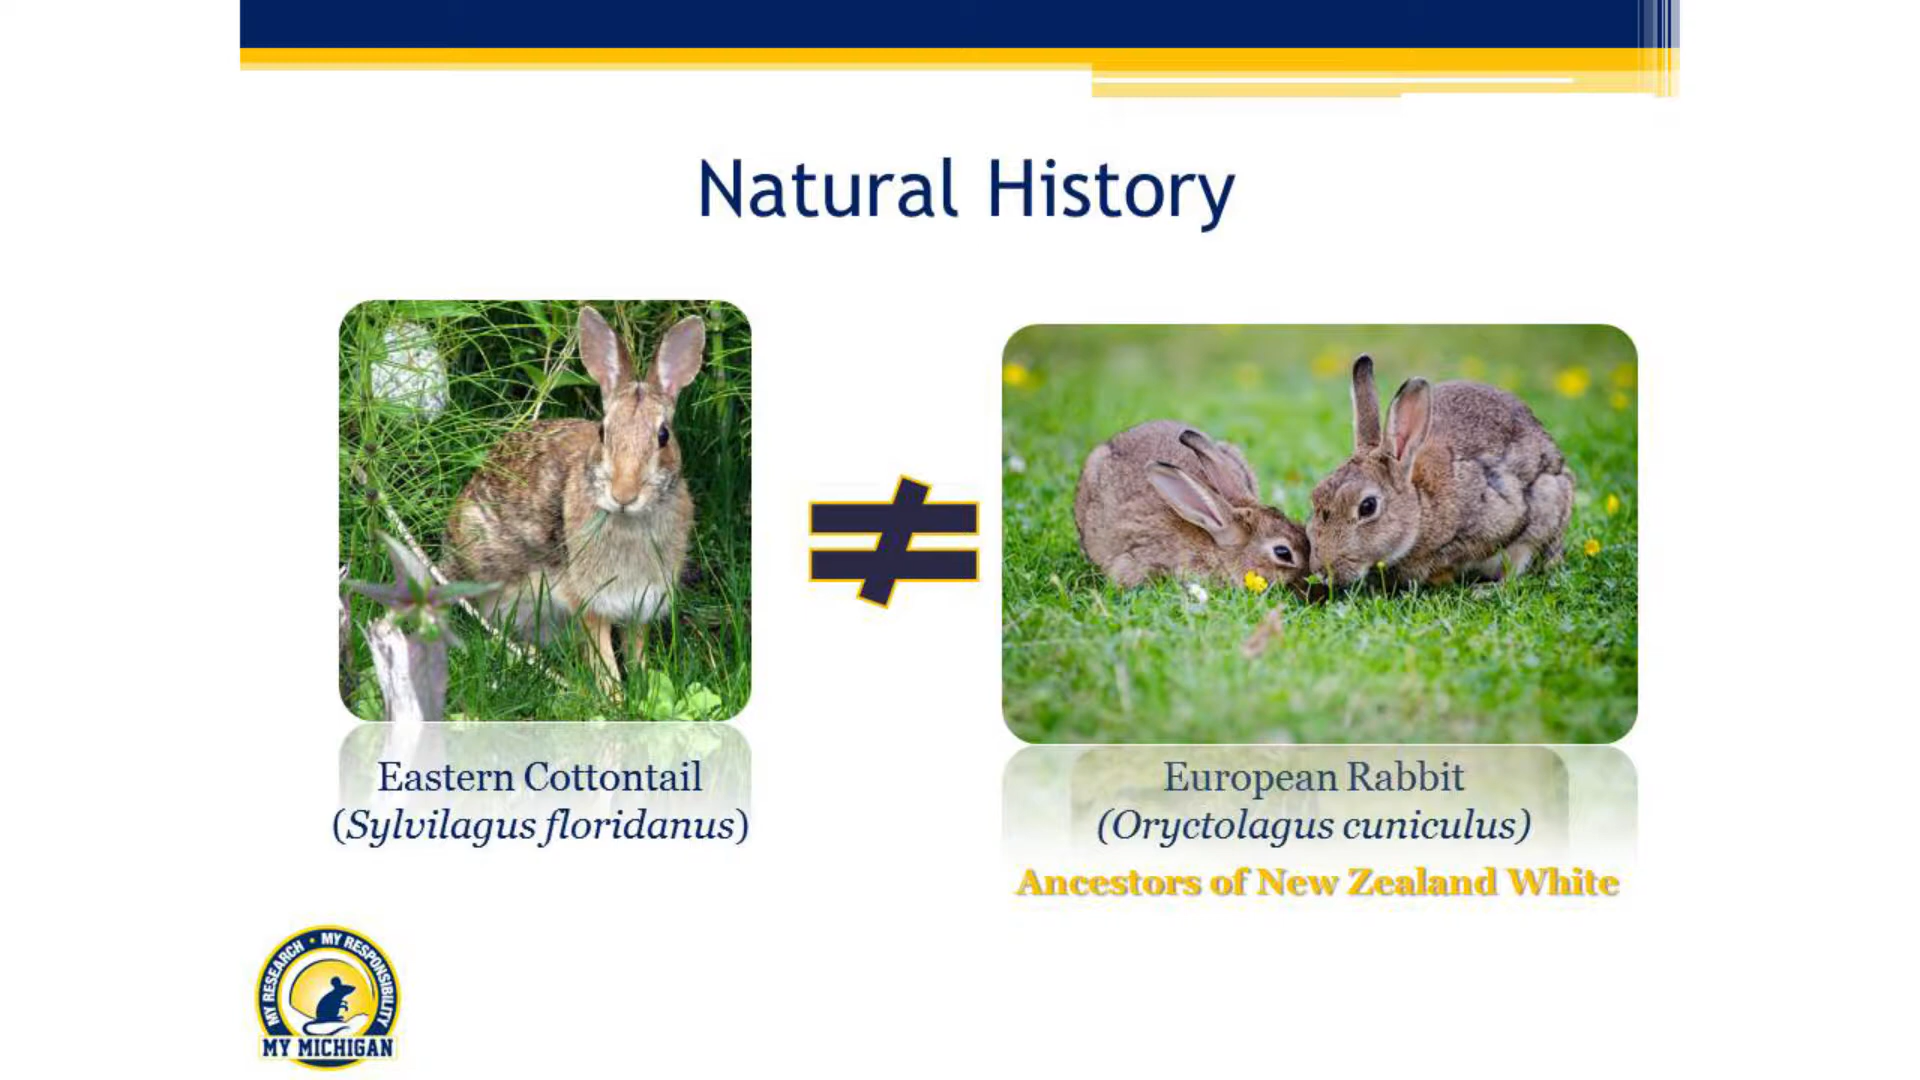 Natural History
≠
Eastern Cottontail
(Sylvilagus floridanus)
European Rabbit
(Oryctolagus cuniculus)
Ancestors of New Zealand White
MY RESEARCH • MY RESPONSIBILITY
MY MICHIGAN